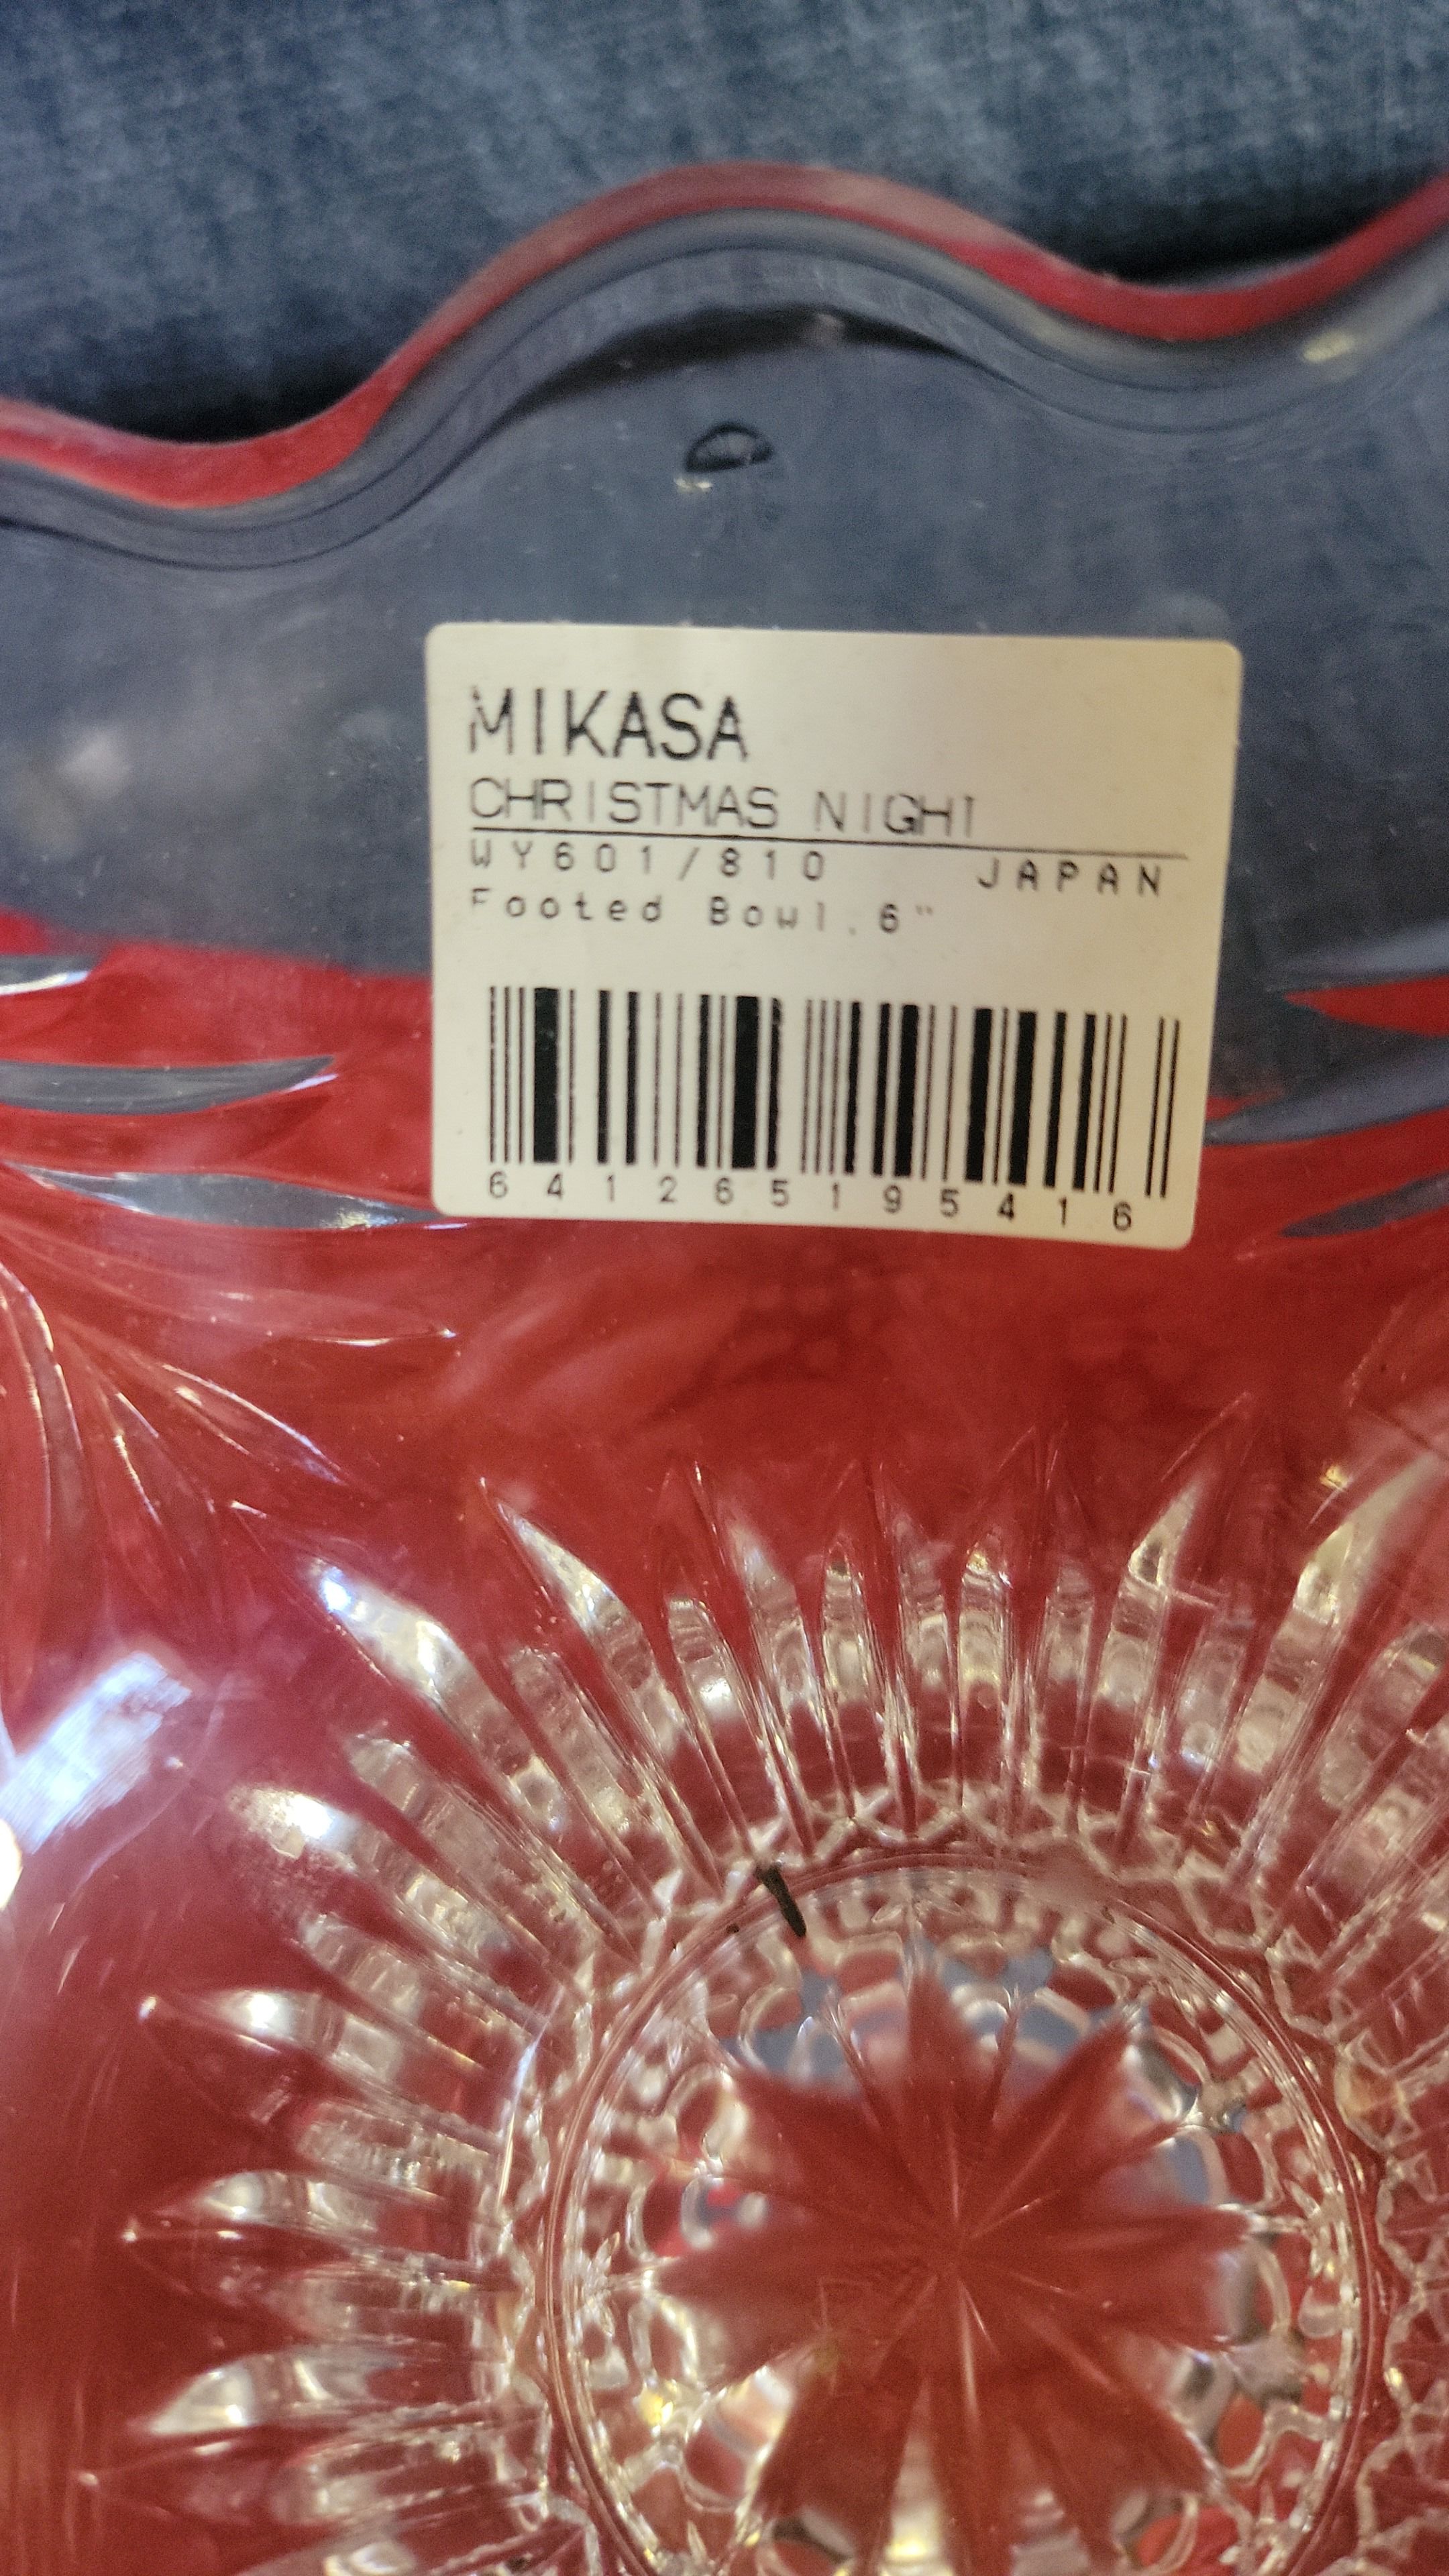 MIKASA
CHRISTMAS NIGHT
WY601/810 JAPAN
Footed Bowl.6"
641265195416